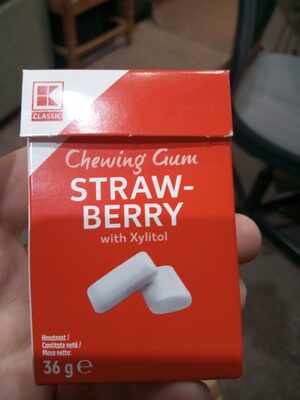 K
CLASSIC
Chewing Gum
STRAW-
BERRY
with Xylitol
Hmotnost /
Cantitate netă /
Masa netto:
36 g ℮